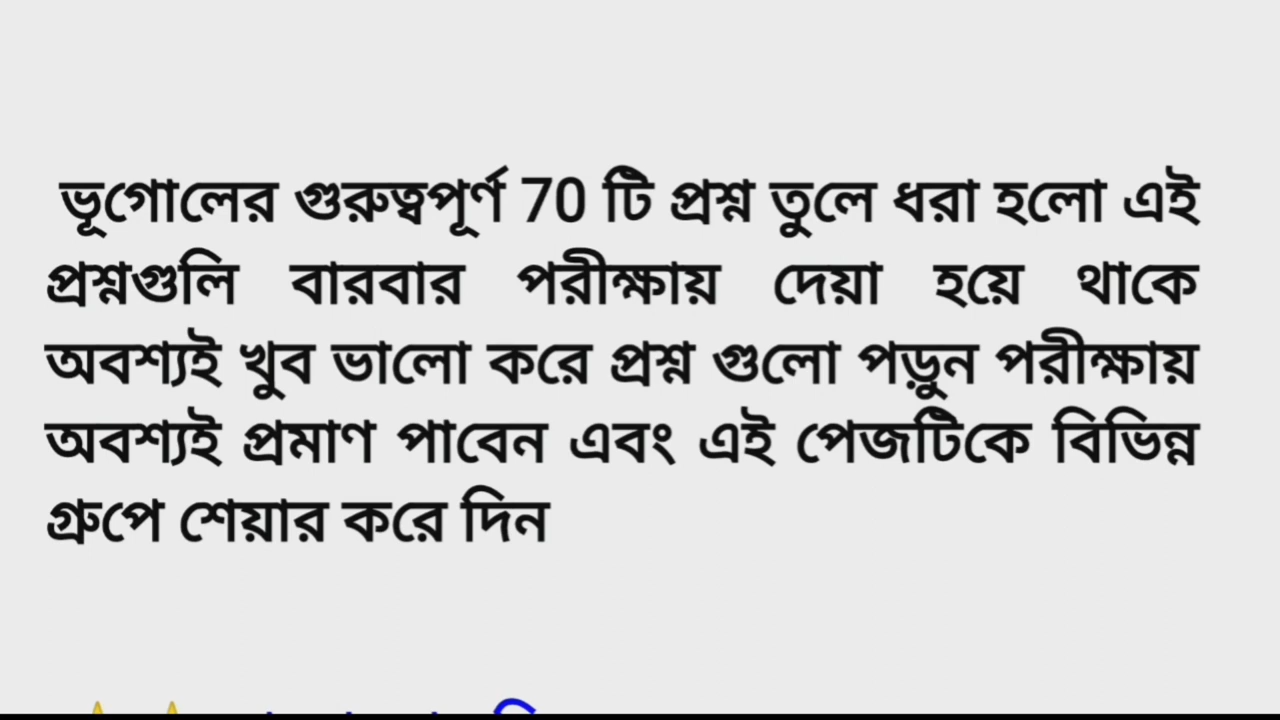 ভূগোলের গুরুত্বপূর্ণ 70 টি প্রশ্ন তুলে ধরা হলো এই
প্রশ্নগুলি বারবার পরীক্ষায় দেয়া হয়ে থাকে
অবশ্যই খুব ভালো করে প্রশ্ন গুলো পড়ুন পরীক্ষায়
অবশ্যই প্রমাণ পাবেন এবং এই পেজটিকে বিভিন্ন
গ্রুপে শেয়ার করে দিন